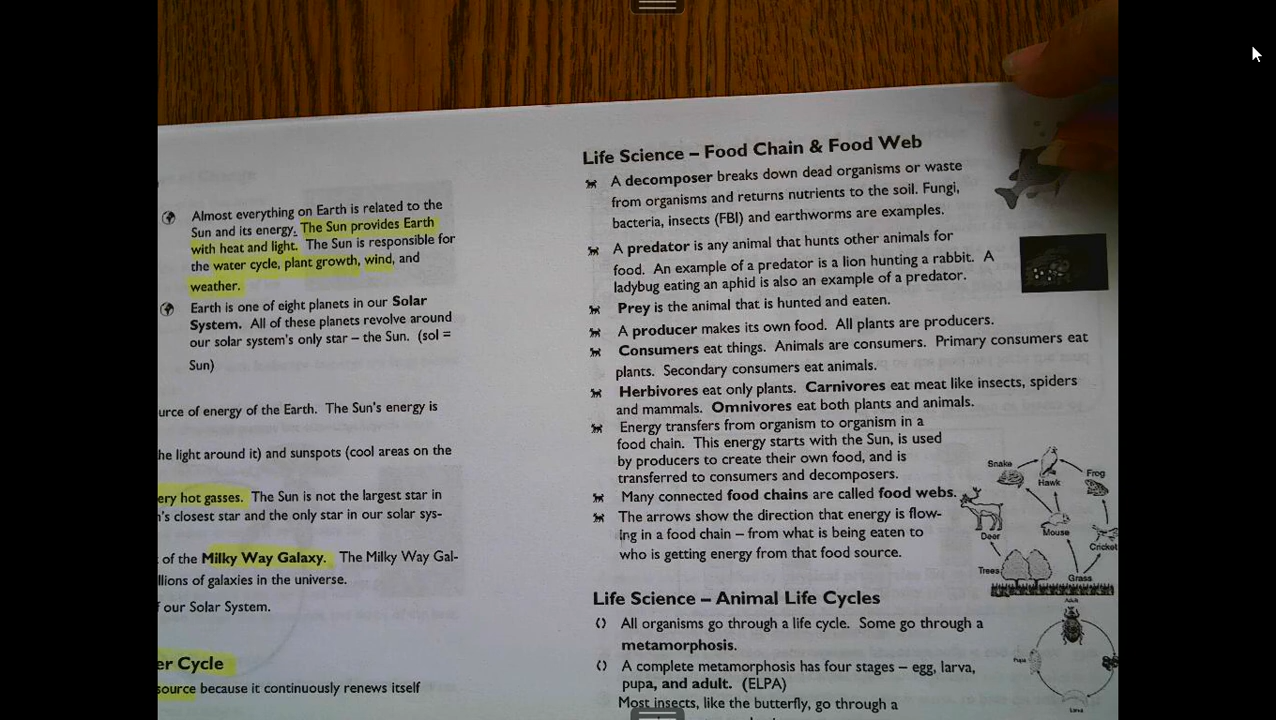 Almost everything on Earth is related to the
Sun and its energy. The Sun provides Earth
with heat and light. The Sun is responsible for
the water cycle, plant growth, wind, and
weather.
Earth is one of eight planets in our Solar
System. All of these planets revolve around
our solar system's only star – the Sun. (sol =
Sun)
urce of energy of the Earth. The Sun's energy is
he light around it) and sunspots (cool areas on the
ery hot gasses. The Sun is not the largest star in
's closest star and the only star in our solar sys-
of the Milky Way Galaxy. The Milky Way Gal-
llions of galaxies in the universe.
f our Solar System.
er Cycle
source because it continuously renews itself
Life Science – Food Chain & Food Web
A decomposer breaks down dead organisms or waste
from organisms and returns nutrients to the soil. Fungi,
bacteria, insects (FBI) and earthworms are examples.
A predator is any animal that hunts other animals for
food. An example of a predator is a lion hunting a rabbit. A
ladybug eating an aphid is also an example of a predator.
Prey is the animal that is hunted and eaten.
A producer makes its own food. All plants are producers.
Consumers eat things. Animals are consumers. Primary consumers eat
plants. Secondary consumers eat animals.
Herbivores eat only plants. Carnivores eat meat like insects, spiders
and mammals. Omnivores eat both plants and animals.
Energy transfers from organism to organism in a
food chain. This energy starts with the Sun, is used
by producers to create their own food, and is
transferred to consumers and decomposers.
Many connected food chains are called food webs.
The arrows show the direction that energy is flow-
ing in a food chain – from what is being eaten to
who is getting energy from that food source.
Snake
Hawk
Frog
Deer
Mouse
Cricket
Trees
Grass
Life Science – Animal Life Cycles
() All organisms go through a life cycle. Some go through a
metamorphosis.
() A complete metamorphosis has four stages – egg, larva,
pupa, and adult. (ELPA)
Most insects, like the butterfly, go through a
Adult
Pupa
Larva